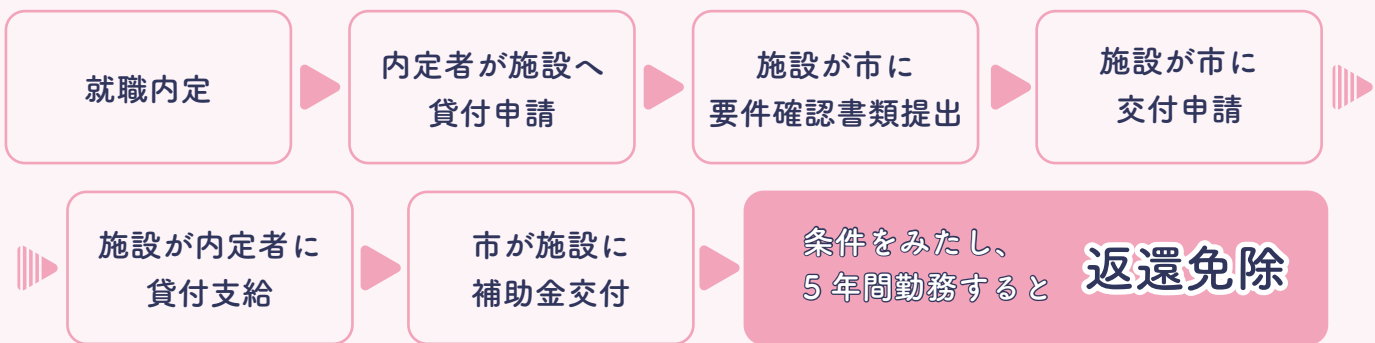 就職内定
内定者が施設へ
貸付申請
施設が市に
要件確認書類提出
施設が市に
交付申請
施設が内定者に
貸付支給
市が施設に
補助金交付
条件をみたし、
5年間勤務すると
返還免除